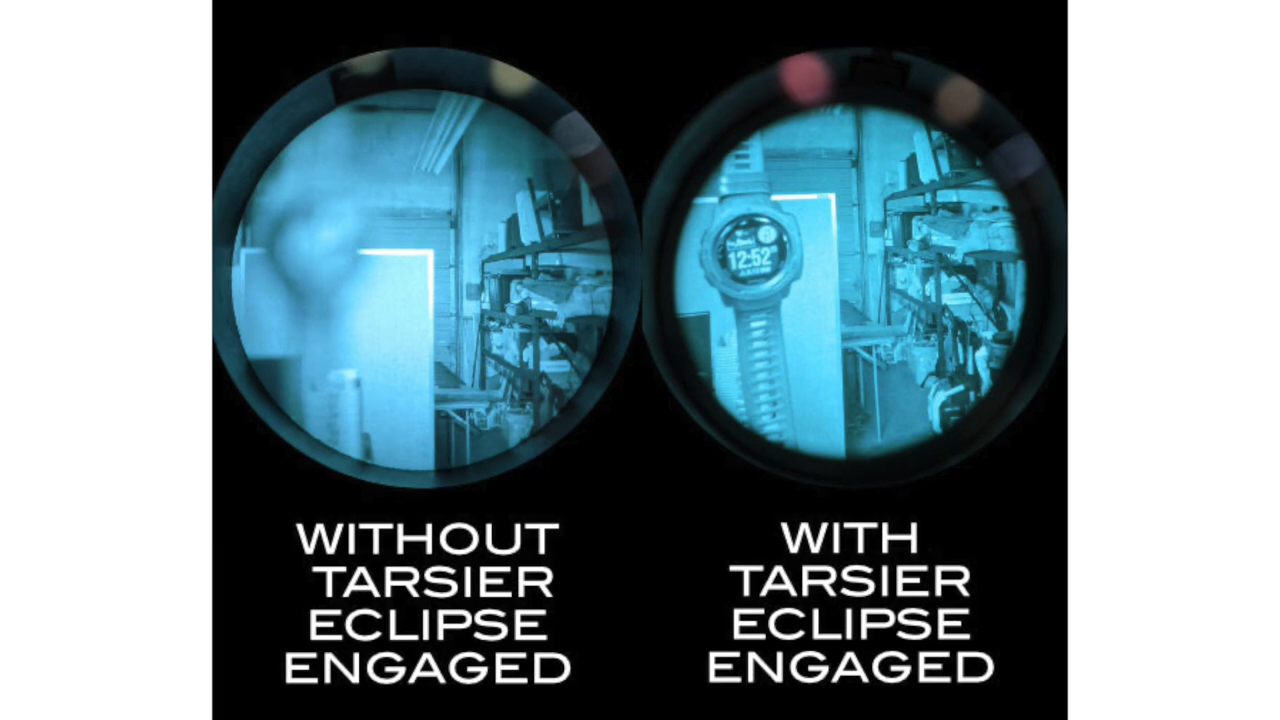 12:52
WITHOUT
TARSIER
ECLIPSE
ENGAGED
WITH
TARSIER
ECLIPSE
ENGAGED